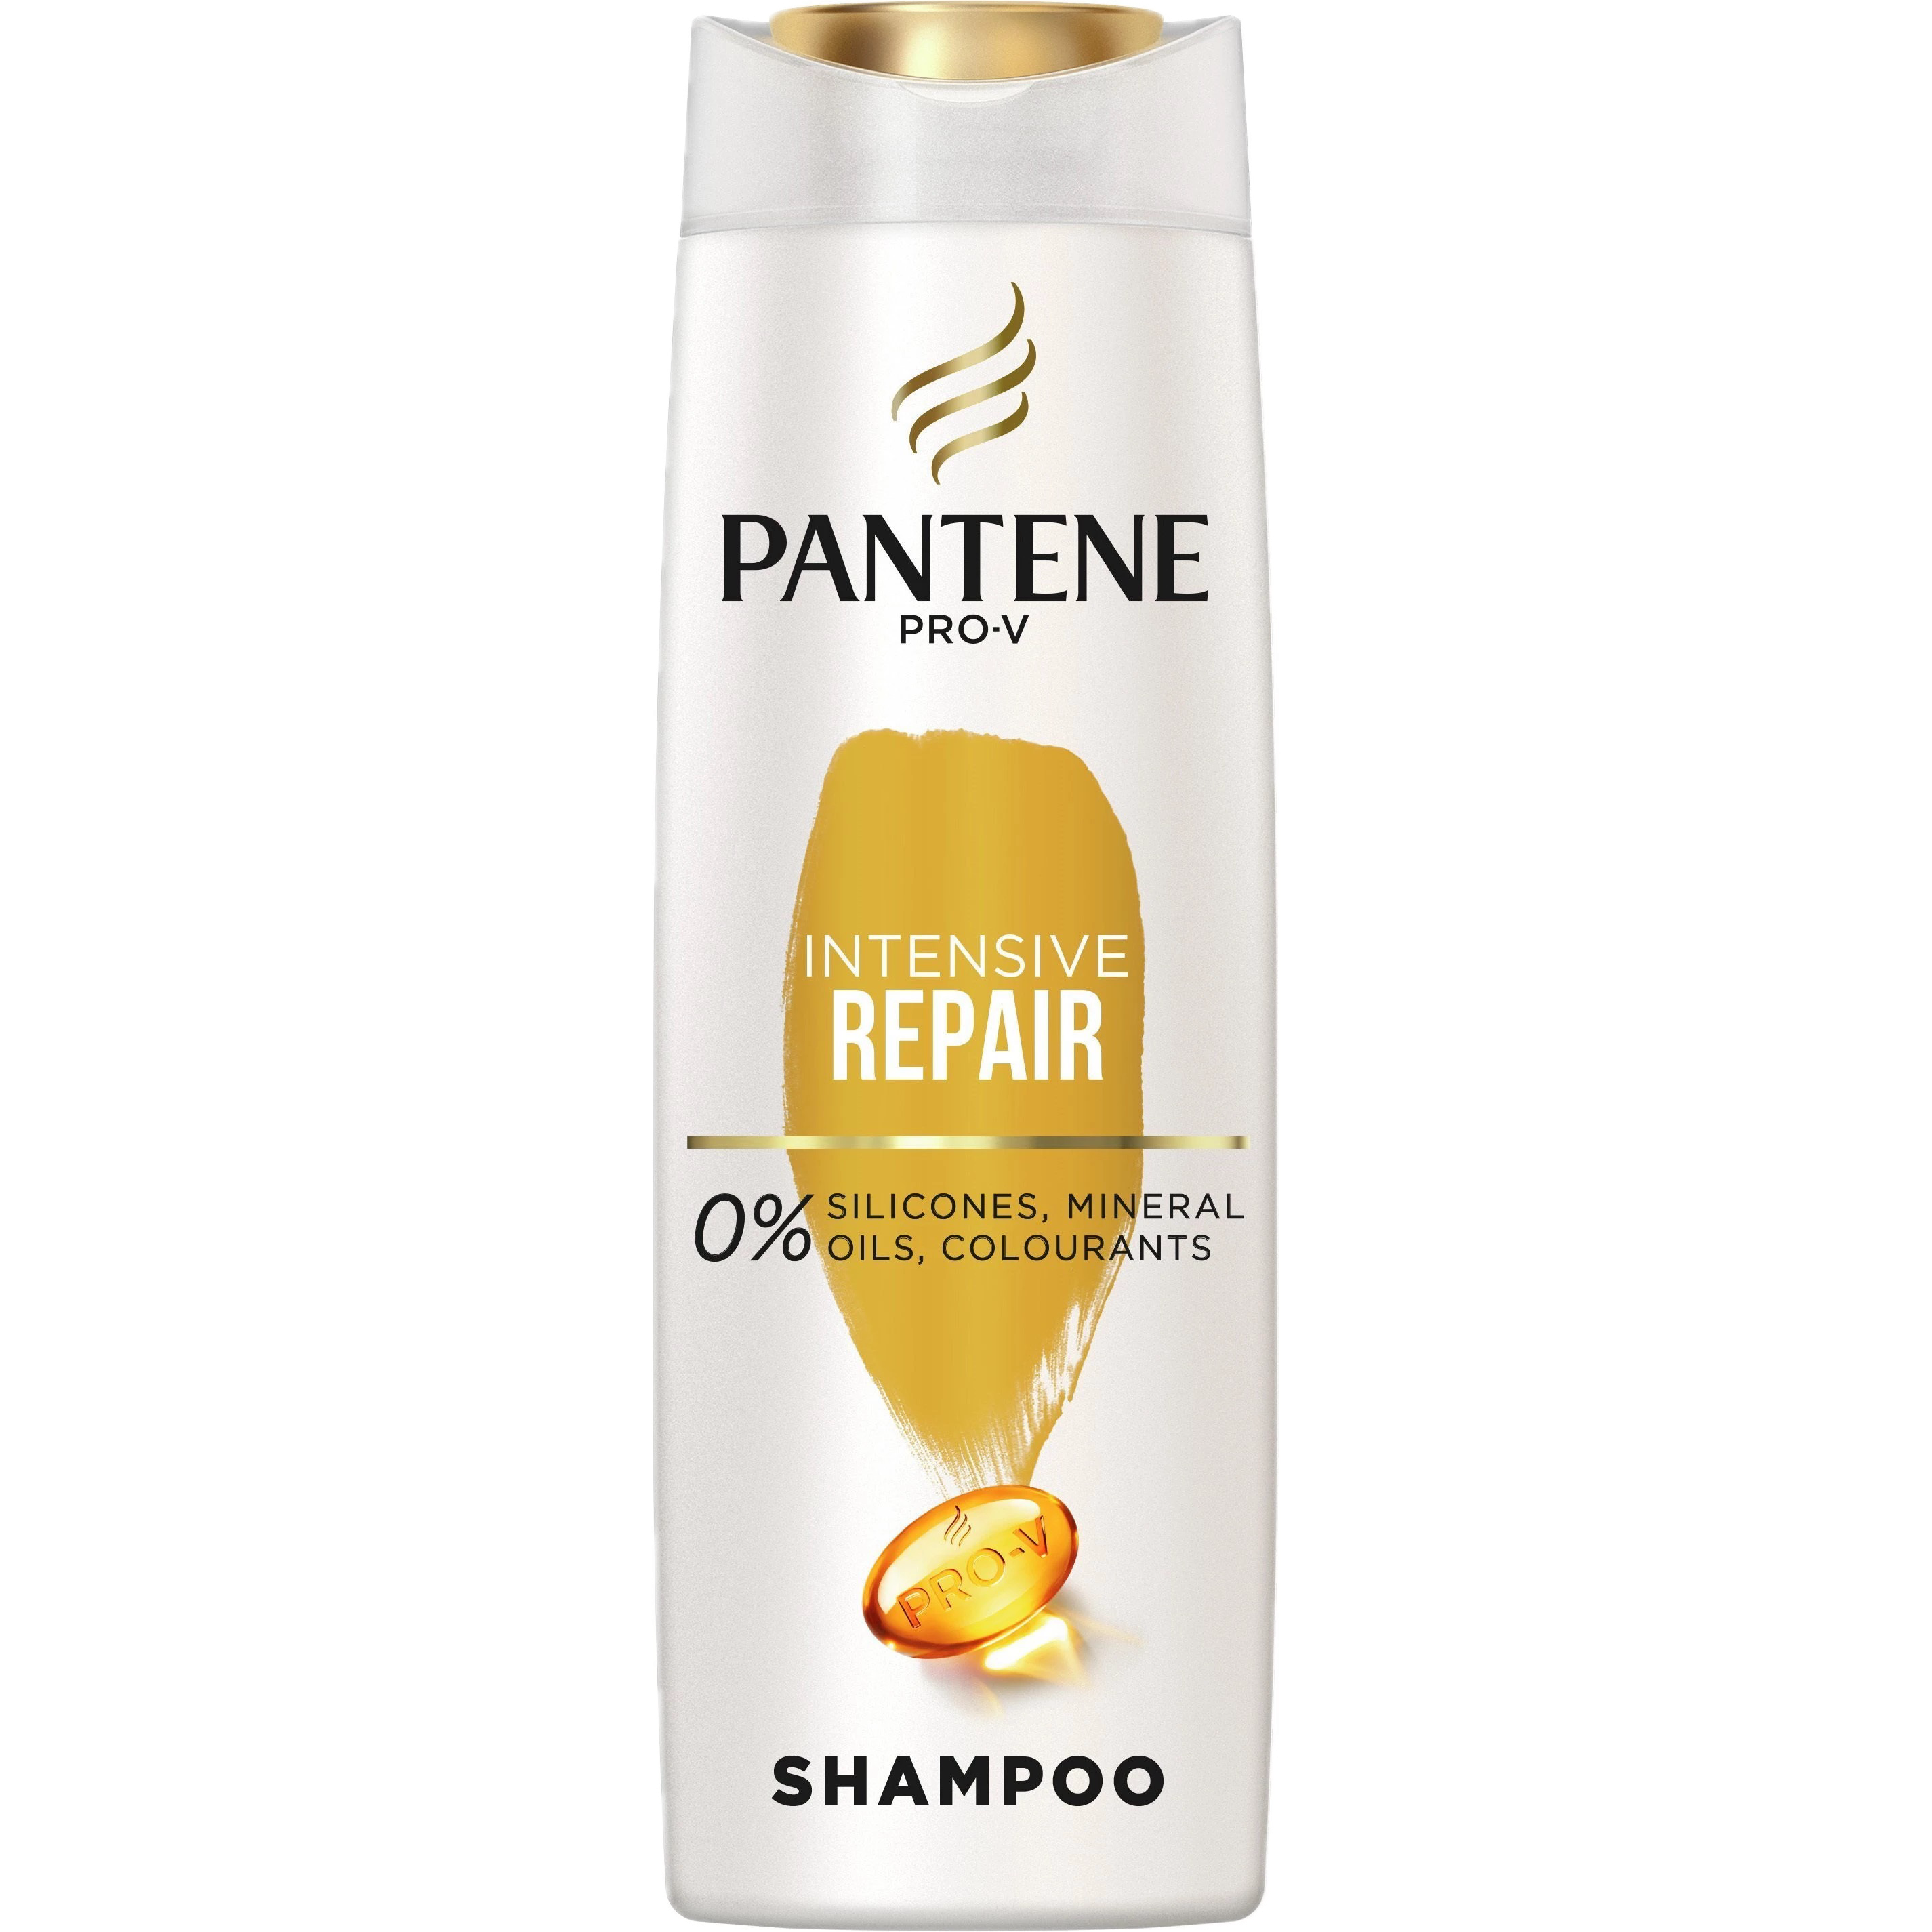 PANTENE
PRO-V
INTENSIVE
REPAIR
0% SILICONES, MINERAL
OILS, COLOURANTS
PRO-V
SHAMPOO